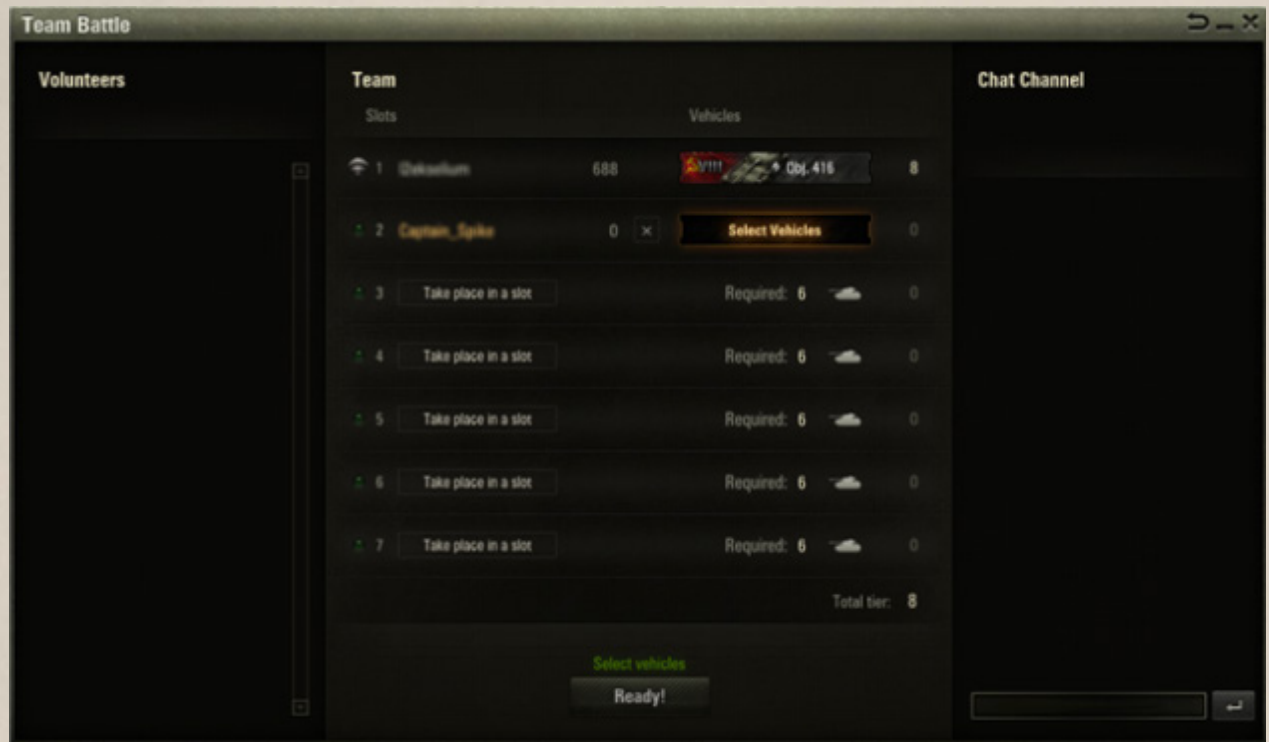 Team Battle
Volunteers
Team
Chat Channel
Slots Vehicles
1 688 VIII Obj. 416 8
2 Captain_Spike 0 Select Vehicles 0
3 Take place in a slot Required: 6 0
4 Take place in a slot Required: 6 0
5 Take place in a slot Required: 6 0
6 Take place in a slot Required: 6 0
7 Take place in a slot Required: 6 0
Total tier: 8
Select vehicles
Ready!